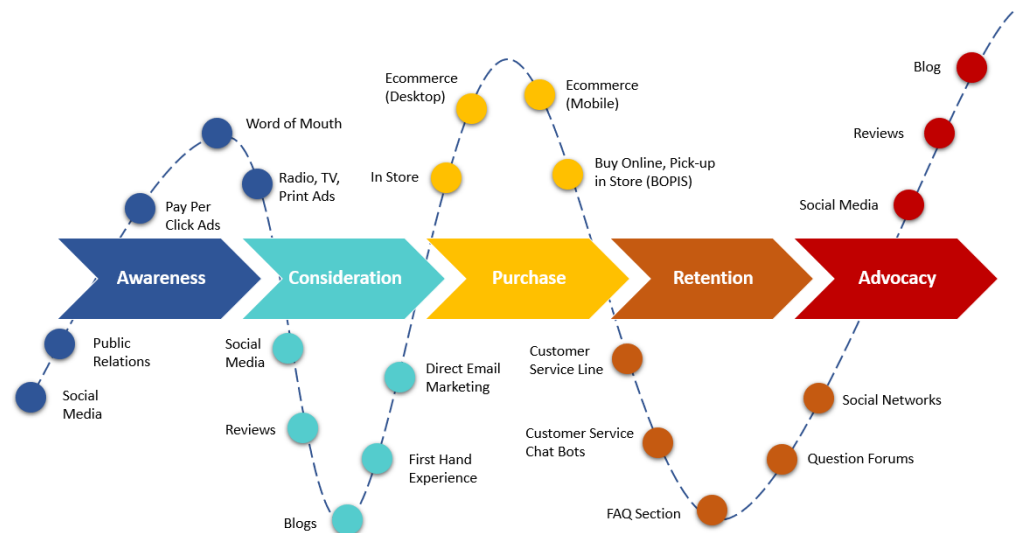 Blog
Ecommerce
(Desktop)
Ecommerce
(Mobile)
Word of Mouth
Reviews
In Store
Buy Online, Pick-up
in Store (BOPIS)
Radio, TV,
Print Ads
Pay Per
Click Ads
Social Media
Awareness
Consideration
Purchase
Retention
Advocacy
Public
Relations
Social
Media
Social
Media
Reviews
Blogs
Direct Email
Marketing
First Hand
Experience
Customer
Service Line
Customer Service
Chat Bots
FAQ Section
Social Networks
Question Forums